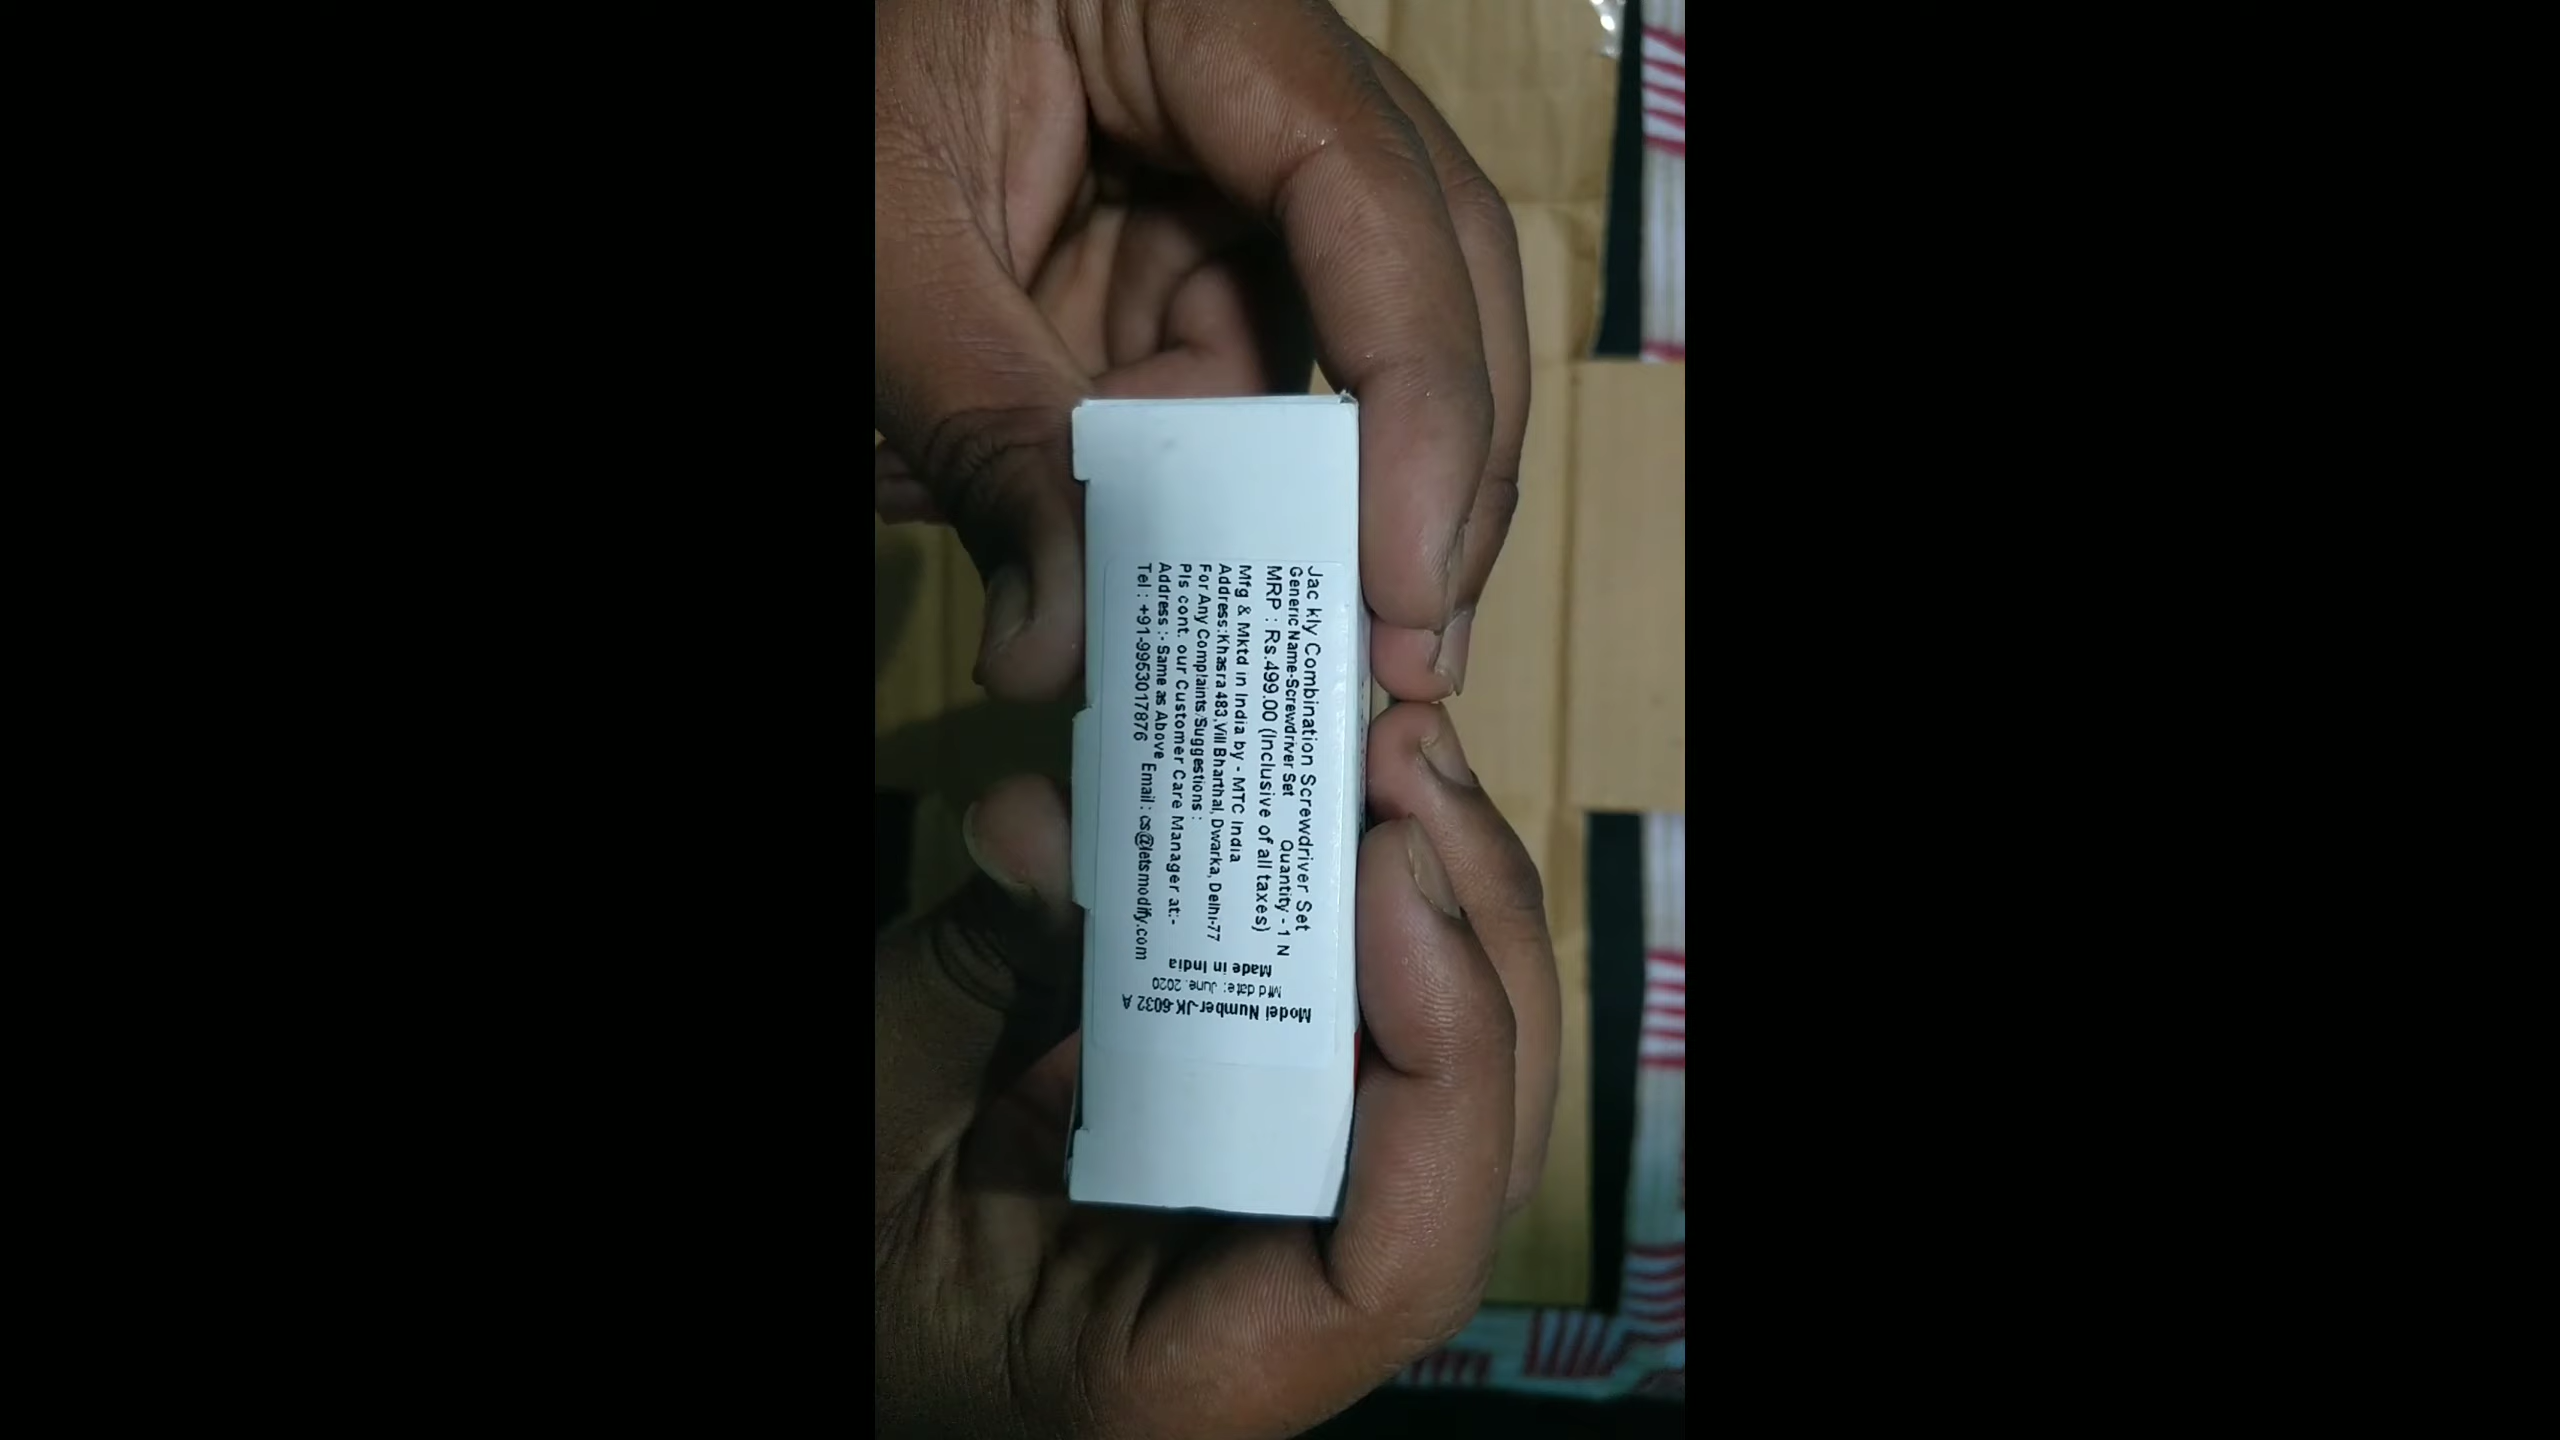 Jackly Combination Screwdriver Set
Generic Name-Screwdriver Set Quantity - 1 N
MRP : Rs.499.00 (Inclusive of all taxes)
Mfg & Mktd in India by - MTC India
Address:Khasra 483,Vill Bharthal, Dwarka, Delhi-77
For Any Complaints/Suggestions :
Pls cont. our Customer Care Manager at:-
Address :- Same as Above
Tel : +91-9953017876 Email : cs@letsmodify.com
Made in India
Mfd date: June. 2020
Model Number-JK-6032 A